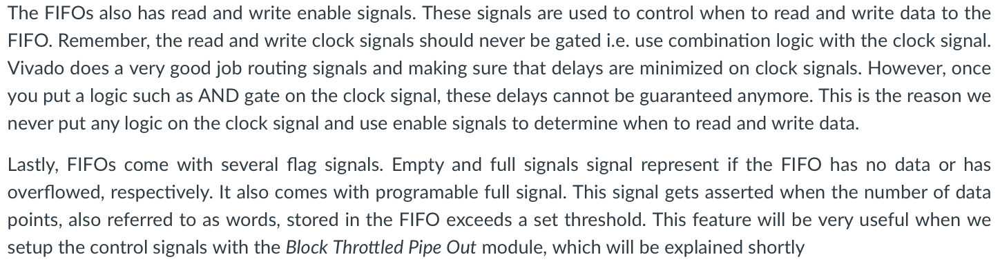 The FIFOs also has read and write enable signals. These signals are used to control when to read and write data to the
FIFO. Remember, the read and write clock signals should never be gated i.e. use combination logic with the clock signal.
Vivado does a very good job routing signals and making sure that delays are minimized on clock signals. However, once
you put a logic such as AND gate on the clock signal, these delays cannot be guaranteed anymore. This is the reason we
never put any logic on the clock signal and use enable signals to determine when to read and write data.
Lastly, FIFOs come with several flag signals. Empty and full signals signal represent if the FIFO has no data or has
overflowed, respectively. It also comes with programable full signal. This signal gets asserted when the number of data
points, also referred to as words, stored in the FIFO exceeds a set threshold. This feature will be very useful when we
setup the control signals with the Block Throttled Pipe Out module, which will be explained shortly